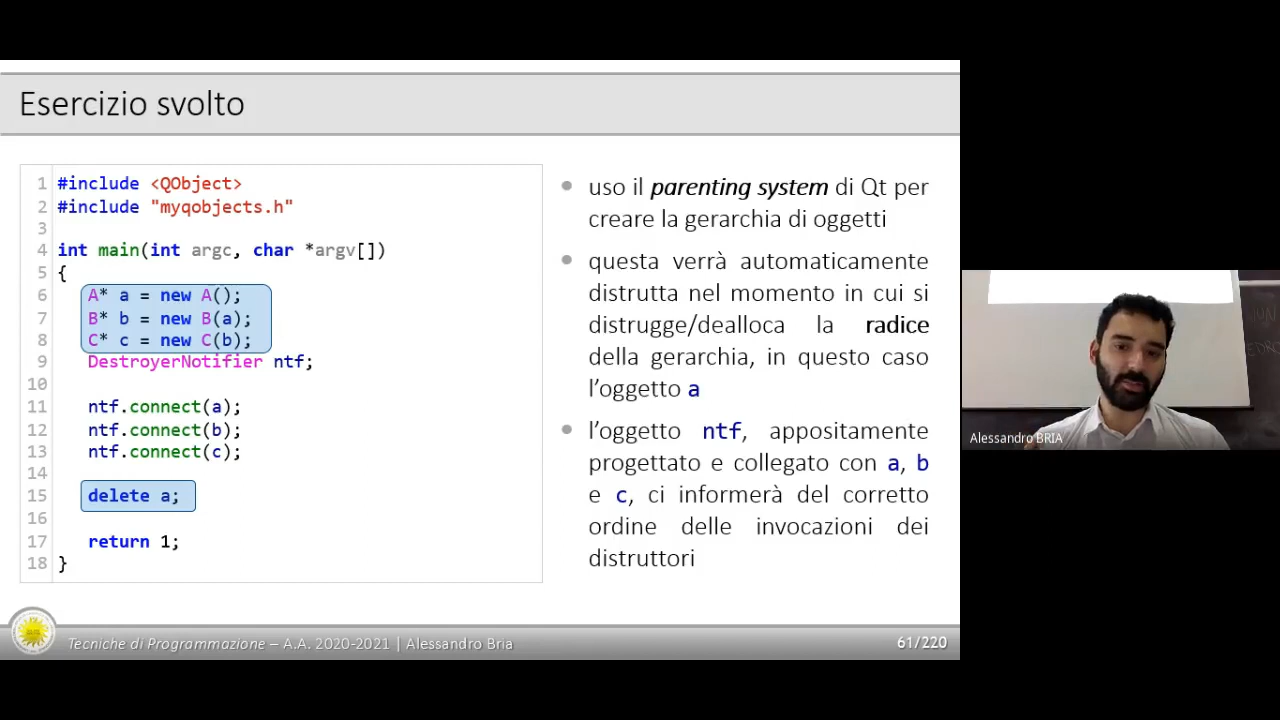 Esercizio svolto
1 #include <QObject>
2 #include "myqobjects.h"
3
4 int main(int argc, char *argv[])
5 {
6 A* a = new A();
7 B* b = new B(a);
8 C* c = new C(b);
9 DestroyerNotifier ntf;
10
11 ntf.connect(a);
12 ntf.connect(b);
13 ntf.connect(c);
14
15 delete a;
16
17 return 1;
18 }
• uso il parenting system di Qt per
creare la gerarchia di oggetti
• questa verrà automaticamente
distrutta nel momento in cui si
distrugge/dealloca la radice
della gerarchia, in questo caso
l'oggetto a
• l'oggetto ntf, appositamente
progettato e collegato con a, b
e c, ci informerà del corretto
ordine delle invocazioni dei
distruttori
Alessandro BRIA
Tecniche di Programmazione – A.A. 2020-2021 | Alessandro Bria
61/220